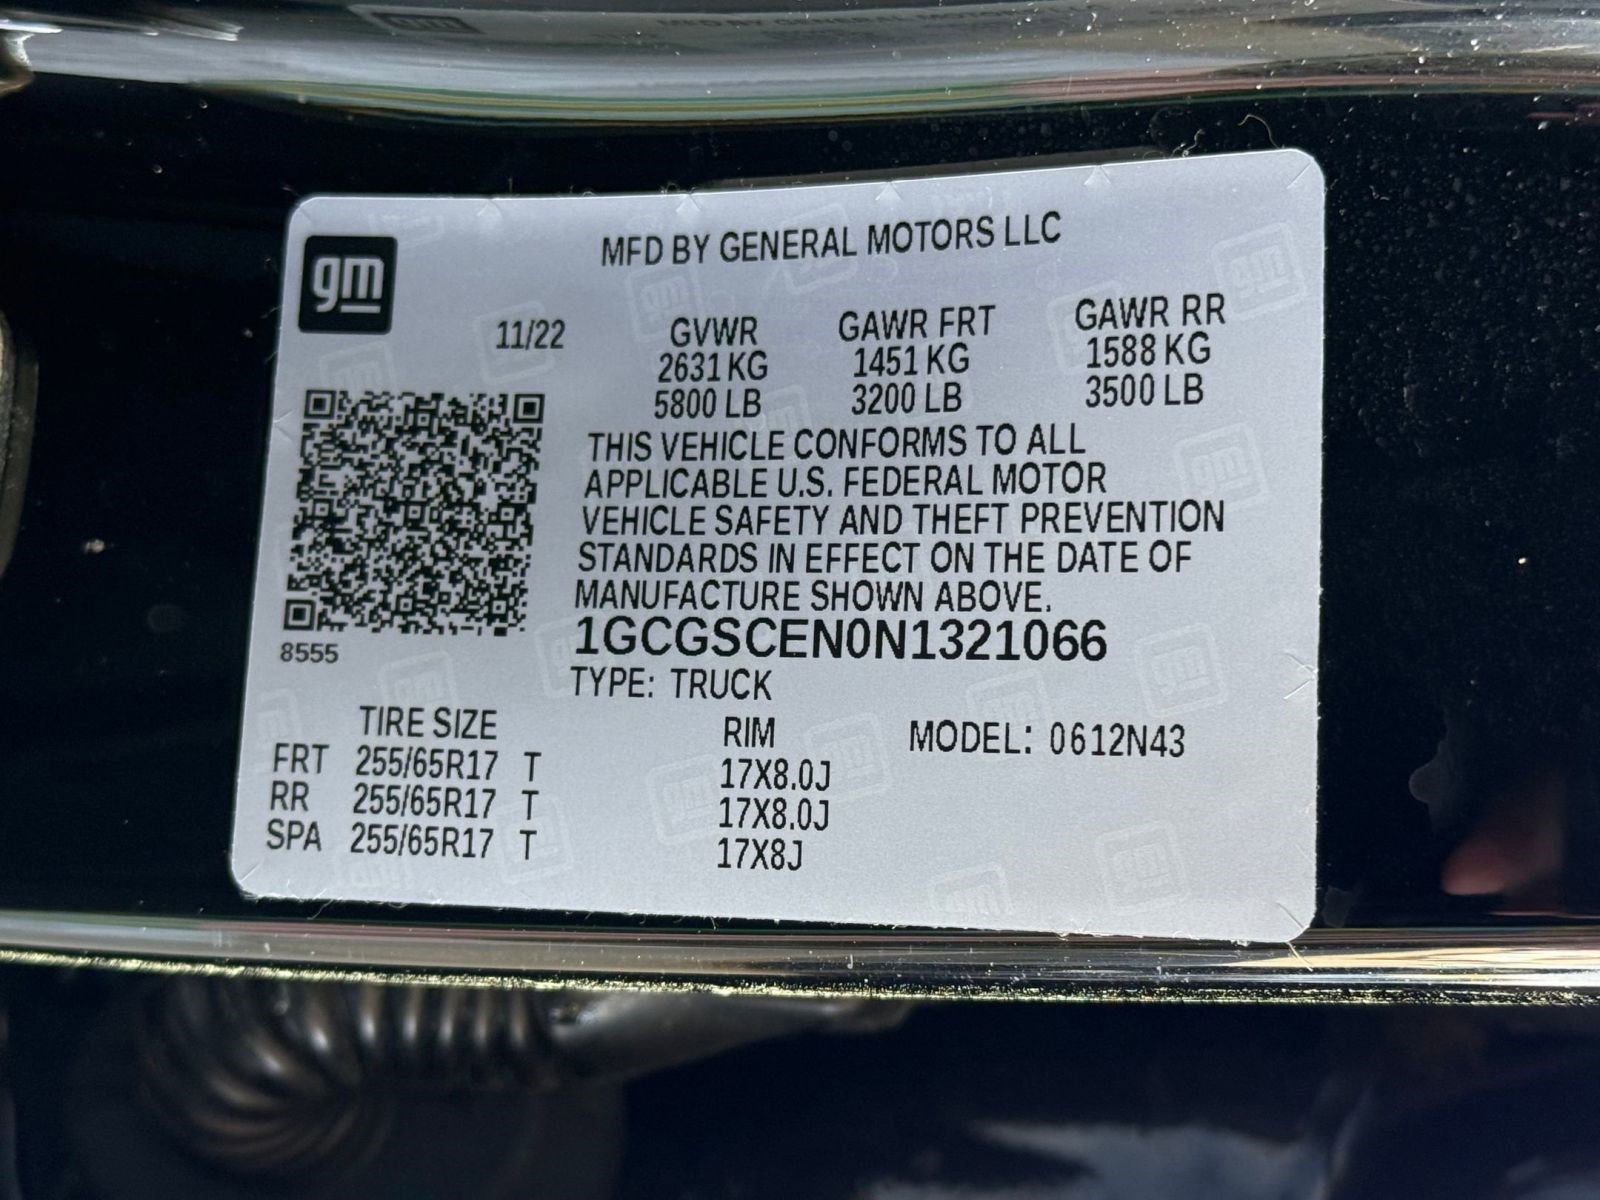 MFD BY GENERAL MOTORS LLC
gm
11/22 GVWR GAWR FRT GAWR RR
2631 KG 1451 KG 1588 KG
5800 LB 3200 LB 3500 LB
THIS VEHICLE CONFORMS TO ALL
APPLICABLE U.S. FEDERAL MOTOR
VEHICLE SAFETY AND THEFT PREVENTION
STANDARDS IN EFFECT ON THE DATE OF
MANUFACTURE SHOWN ABOVE.
1GCGSCEN0N1321066
8555
TYPE: TRUCK
TIRE SIZE RIM MODEL: 0612N43
FRT 255/65R17 T 17X8.0J
RR 255/65R17 T 17X8.0J
SPA 255/65R17 T 17X8J